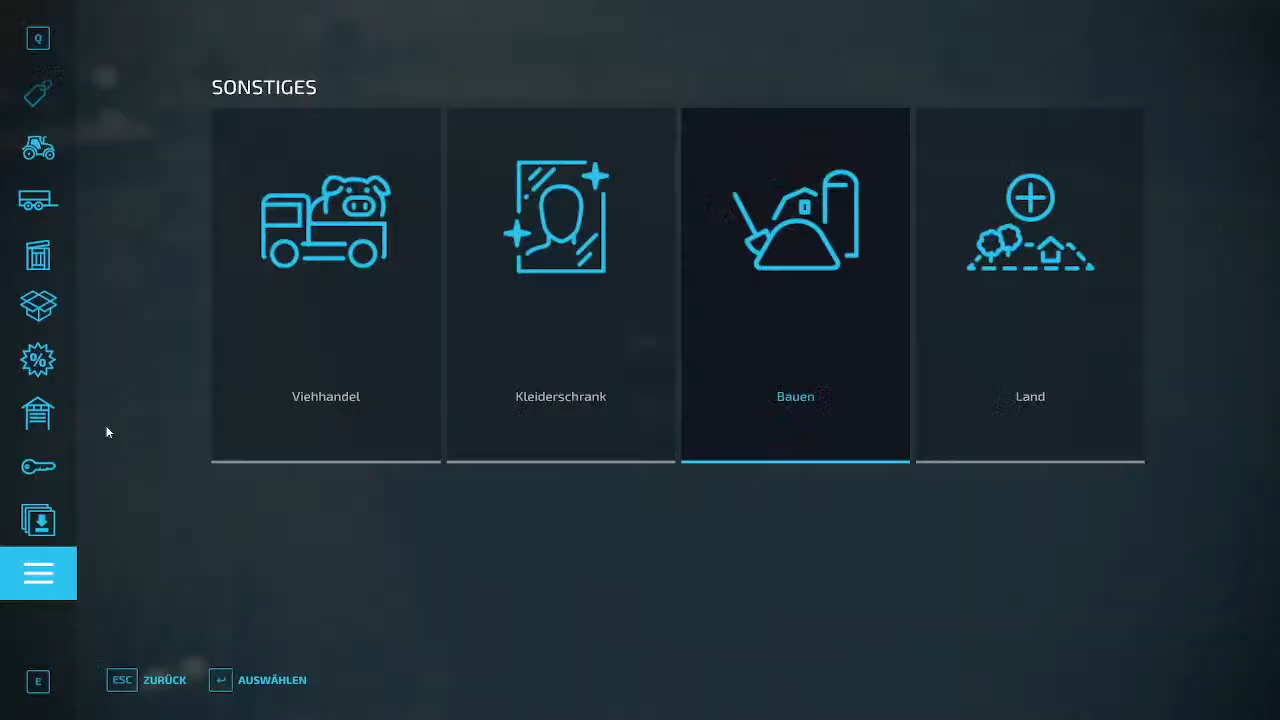 Q
SONSTIGES
%
Viehhandel
Kleiderschrank
Bauen
Land
E
ESC ZURÜCK ↩ AUSWÄHLEN